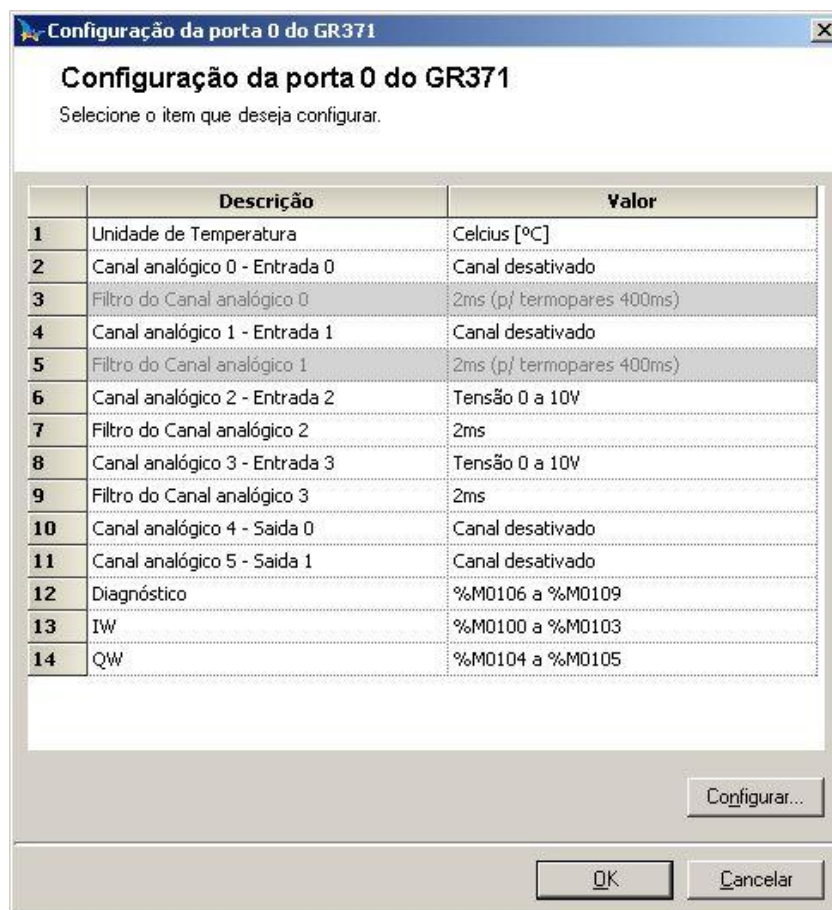 Configuração da porta 0 do GR371
Configuração da porta 0 do GR371
Selecione o item que deseja configurar.
Descrição Valor
1 Unidade de Temperatura Celcius [ºC]
2 Canal analógico 0 - Entrada 0 Canal desativado
3 Filtro do Canal analógico 0 2ms (p/ termopares 400ms)
4 Canal analógico 1 - Entrada 1 Canal desativado
5 Filtro do Canal analógico 1 2ms (p/ termopares 400ms)
6 Canal analógico 2 - Entrada 2 Tensão 0 a 10V
7 Filtro do Canal analógico 2 2ms
8 Canal analógico 3 - Entrada 3 Tensão 0 a 10V
9 Filtro do Canal analógico 3 2ms
10 Canal analógico 4 - Saida 0 Canal desativado
11 Canal analógico 5 - Saida 1 Canal desativado
12 Diagnóstico %M0106 a %M0109
13 IW %M0100 a %M0103
14 QW %M0104 a %M0105
Configurar...
OK Cancelar